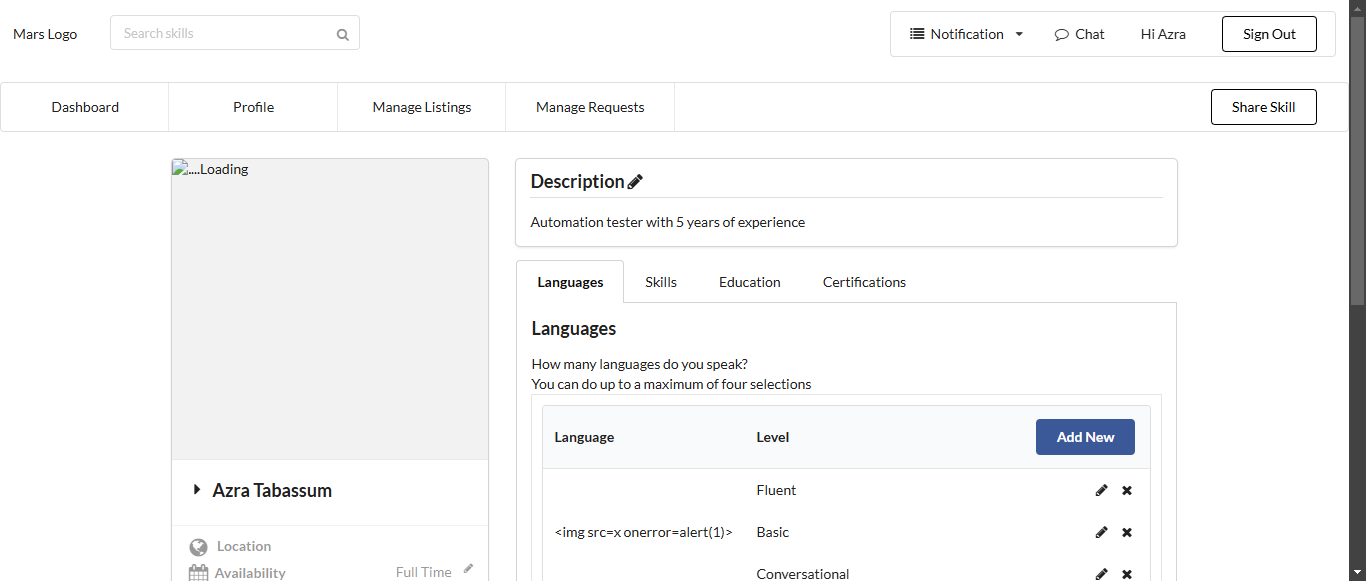 Mars Logo
Search skills
Notification
Chat
Hi Azra
Sign Out
Dashboard
Profile
Manage Listings
Manage Requests
Share Skill
....Loading
Azra Tabassum
Location
Availability
Full Time
Description
Automation tester with 5 years of experience
Languages
Skills
Education
Certifications
Languages
How many languages do you speak?
You can do up to a maximum of four selections
Language
Level
Add New
Fluent
<img src=x onerror=alert(1)>
Basic
Conversational